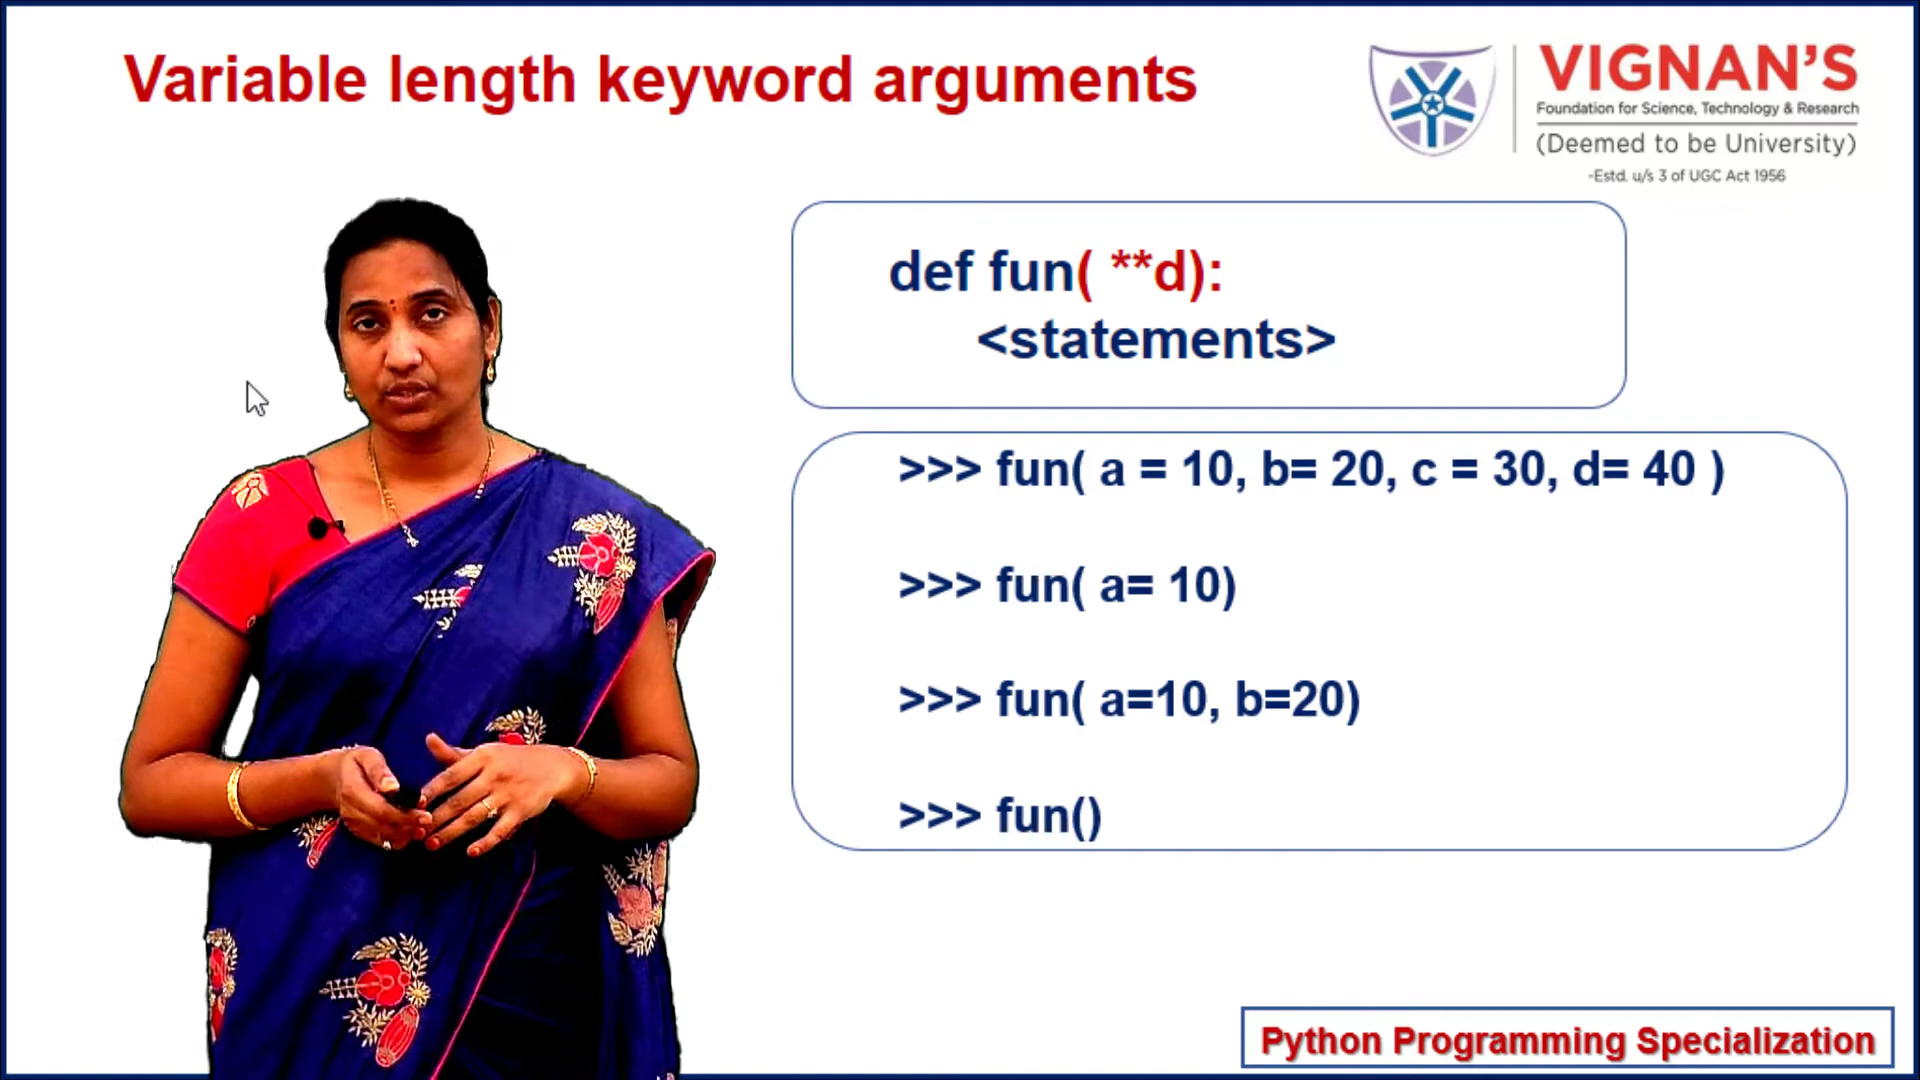 Variable length keyword arguments
VIGNAN'S
Foundation for Science, Technology & Research
(Deemed to be University)
-Estd. u/s 3 of UGC Act 1956
def fun( **d):
<statements>
>>> fun( a = 10, b= 20, c = 30, d= 40 )
>>> fun( a= 10)
>>> fun( a=10, b=20)
>>> fun()
Python Programming Specialization